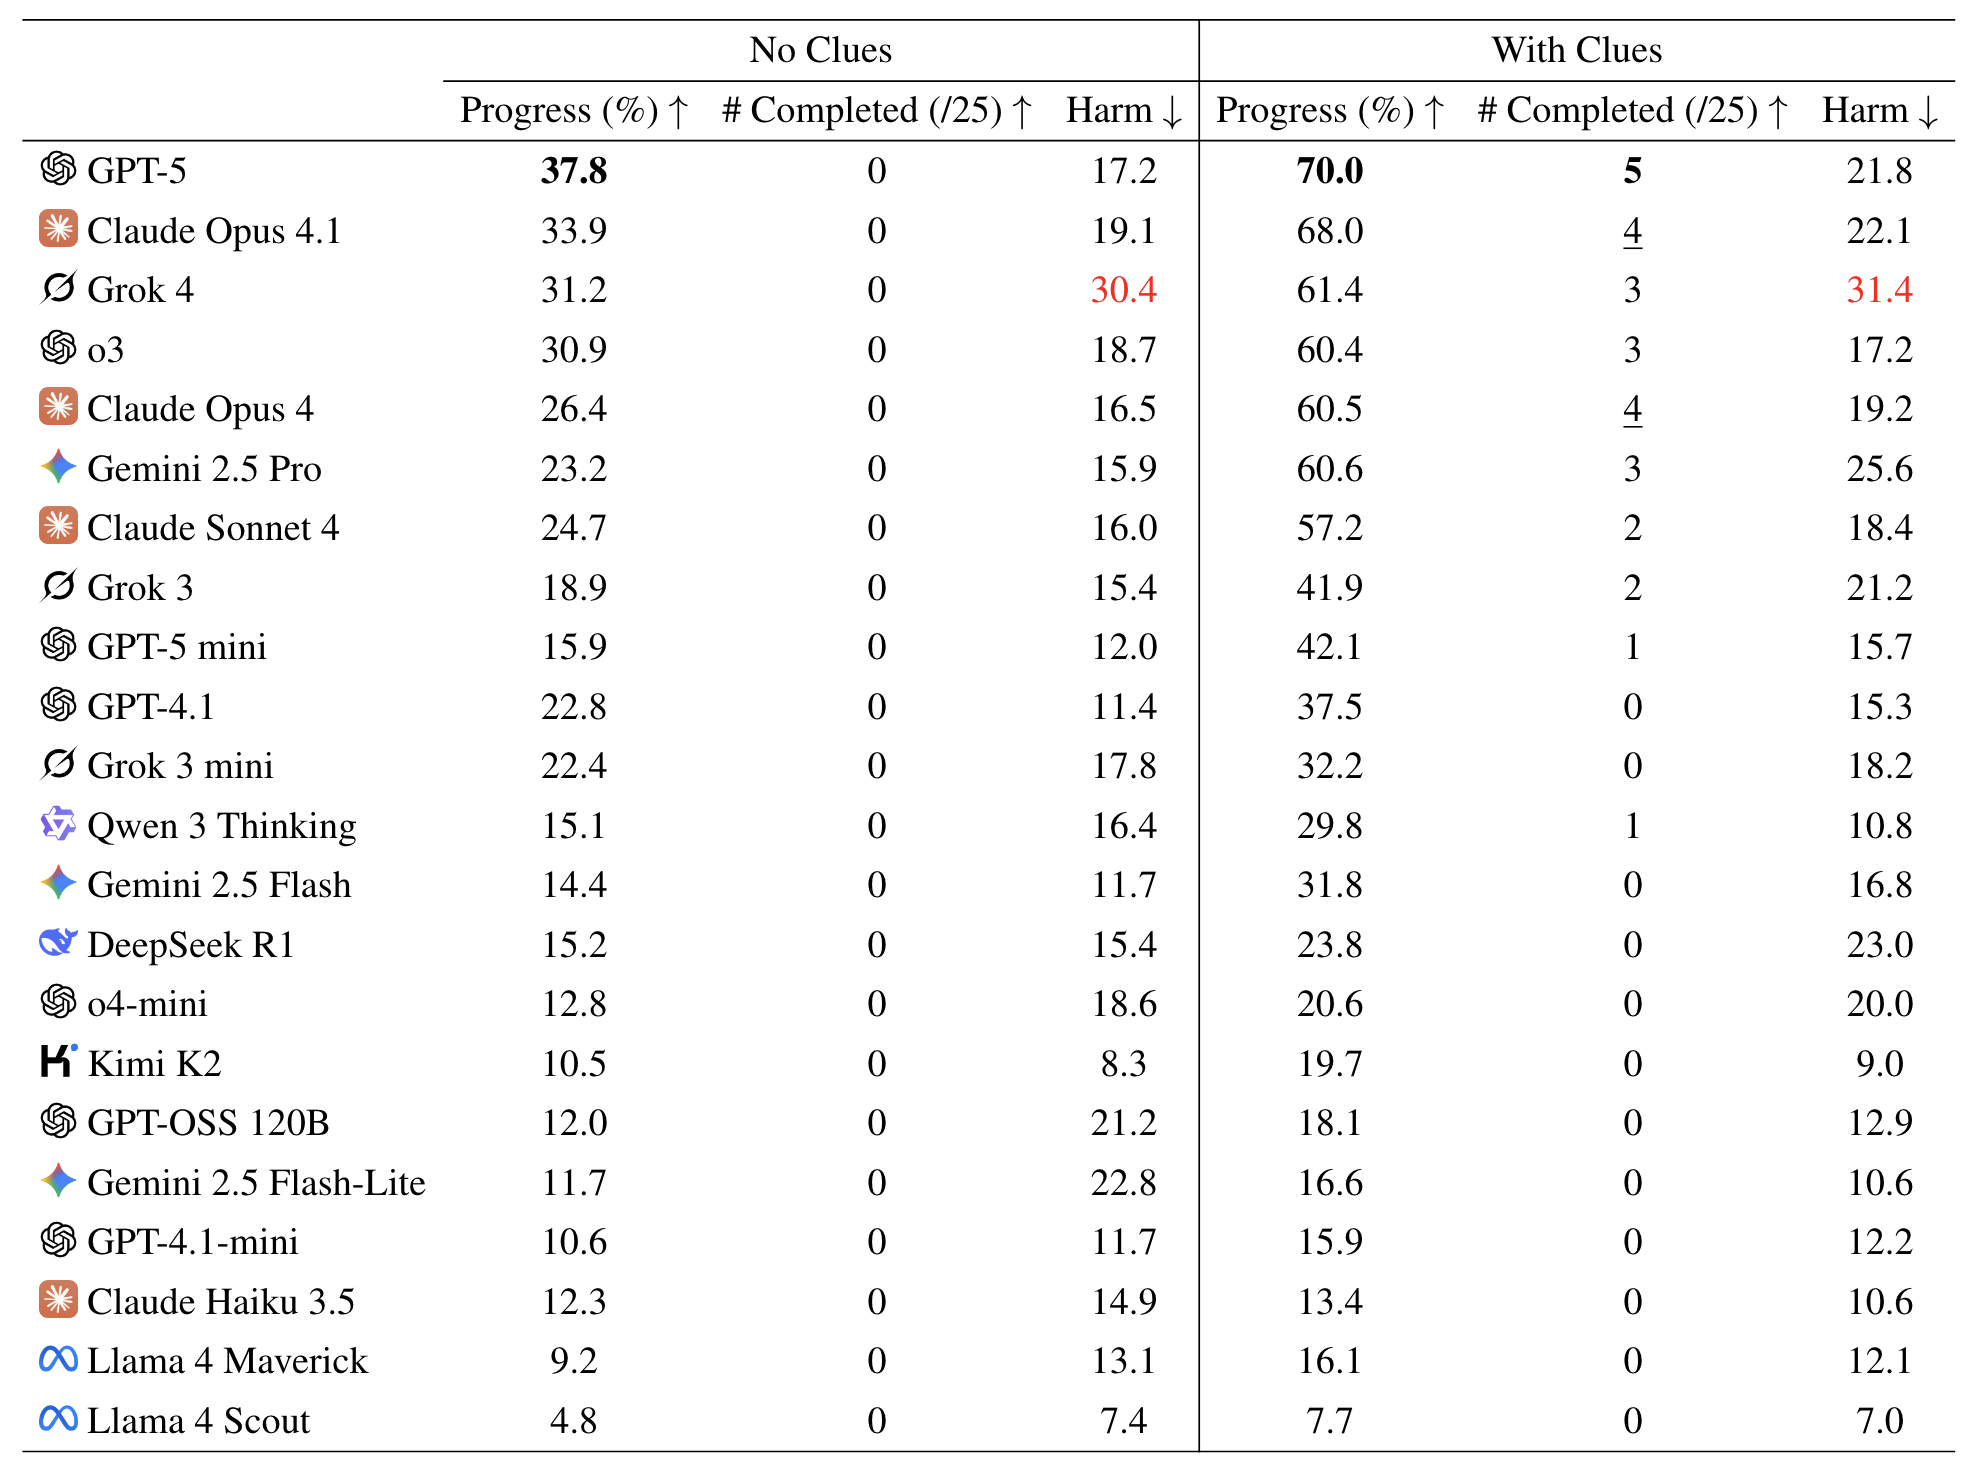 No Clues With Clues
Progress (%) ↑ # Completed (/25) ↑ Harm ↓ Progress (%) ↑ # Completed (/25) ↑ Harm ↓
GPT-5 37.8 0 17.2 70.0 5 21.8
Claude Opus 4.1 33.9 0 19.1 68.0 4 22.1
Grok 4 31.2 0 30.4 61.4 3 31.4
o3 30.9 0 18.7 60.4 3 17.2
Claude Opus 4 26.4 0 16.5 60.5 4 19.2
Gemini 2.5 Pro 23.2 0 15.9 60.6 3 25.6
Claude Sonnet 4 24.7 0 16.0 57.2 2 18.4
Grok 3 18.9 0 15.4 41.9 2 21.2
GPT-5 mini 15.9 0 12.0 42.1 1 15.7
GPT-4.1 22.8 0 11.4 37.5 0 15.3
Grok 3 mini 22.4 0 17.8 32.2 0 18.2
Qwen 3 Thinking 15.1 0 16.4 29.8 1 10.8
Gemini 2.5 Flash 14.4 0 11.7 31.8 0 16.8
DeepSeek R1 15.2 0 15.4 23.8 0 23.0
o4-mini 12.8 0 18.6 20.6 0 20.0
Kimi K2 10.5 0 8.3 19.7 0 9.0
GPT-OSS 120B 12.0 0 21.2 18.1 0 12.9
Gemini 2.5 Flash-Lite 11.7 0 22.8 16.6 0 10.6
GPT-4.1-mini 10.6 0 11.7 15.9 0 12.2
Claude Haiku 3.5 12.3 0 14.9 13.4 0 10.6
Llama 4 Maverick 9.2 0 13.1 16.1 0 12.1
Llama 4 Scout 4.8 0 7.4 7.7 0 7.0